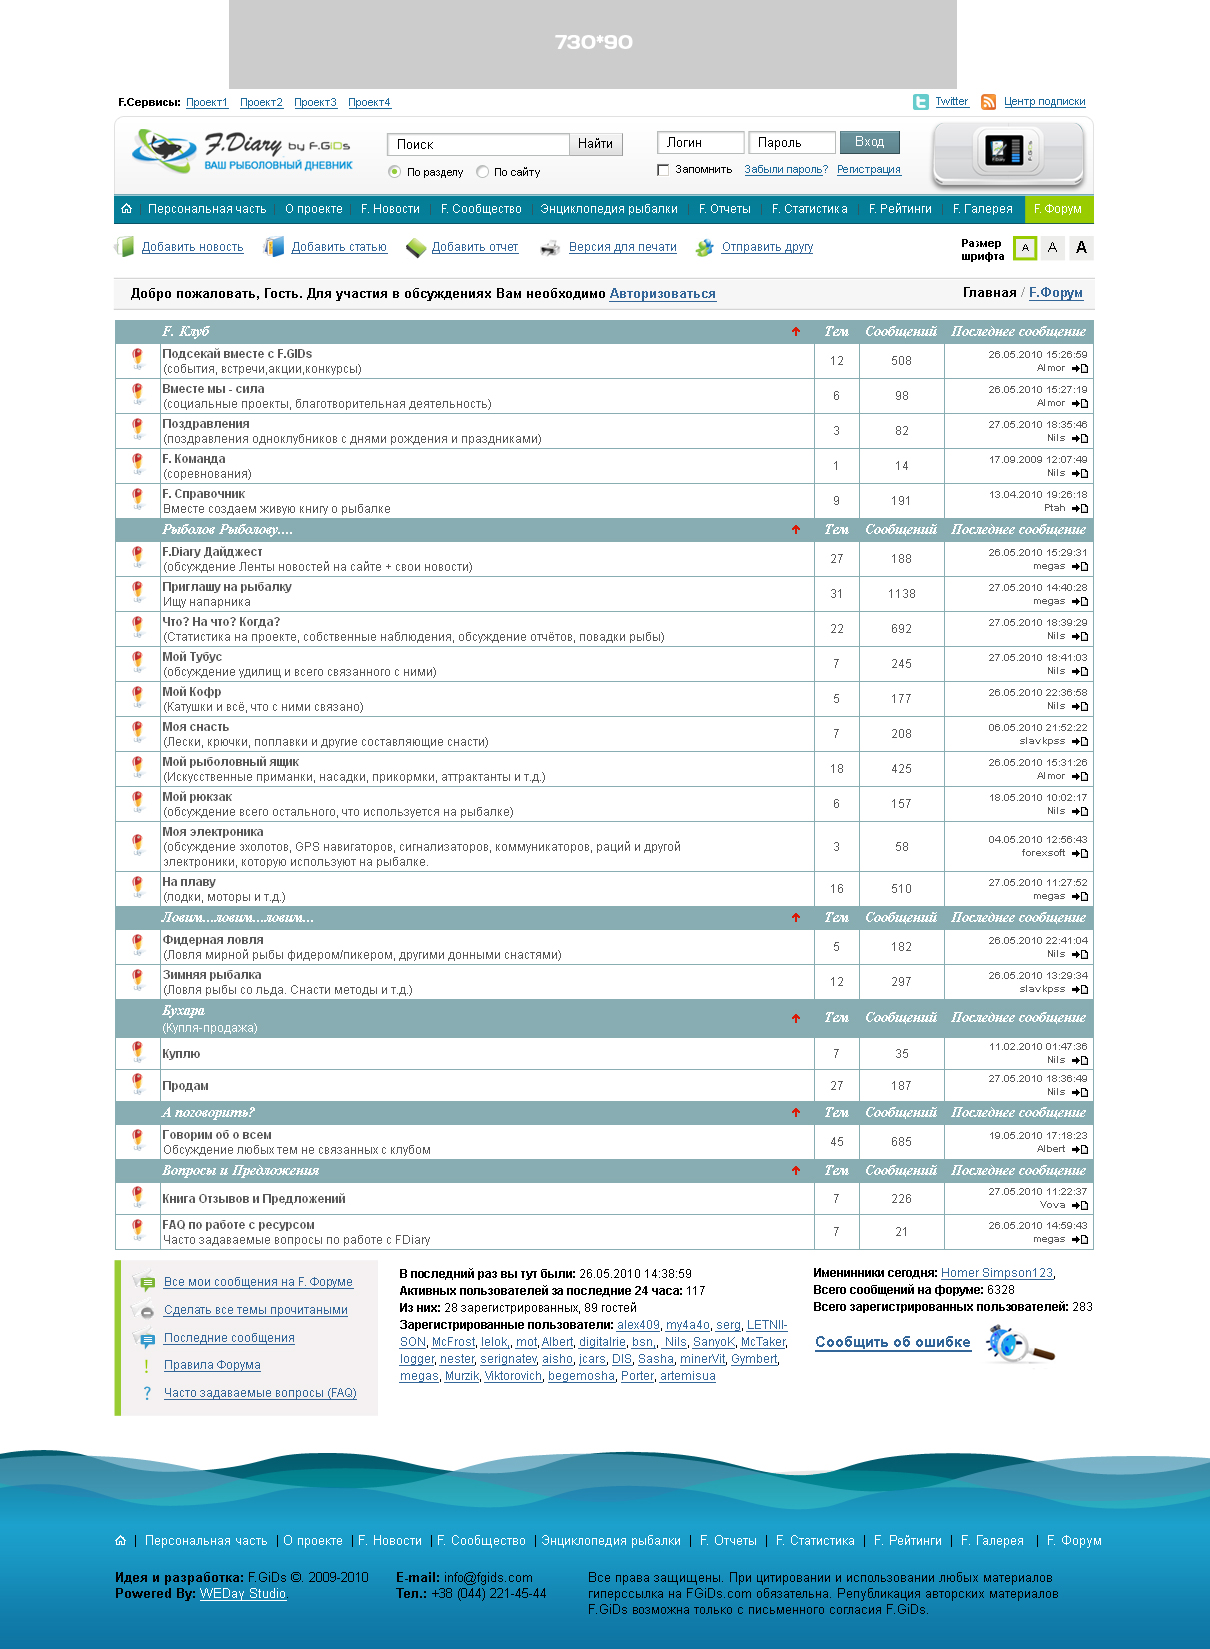 730*90
F.Сервисы: Проект1 Проект2 Проект3 Проект4 Twitter Центр подписки
F.Diary by F.GiDs
ВАШ РЫБОЛОВНЫЙ ДНЕВНИК
Поиск Найти Логин Пароль Вход
По разделу По сайту Запомнить Забыли пароль? Регистрация
Персональная часть О проекте F. Новости F. Сообщество Энциклопедия рыбалки F. Отчеты F. Статистика F. Рейтинги F. Галерея F. Форум
Добавить новость Добавить статью Добавить отчет Версия для печати Отправить другу Размер шрифта A A A
Добро пожаловать, Гость. Для участия в обсуждениях Вам необходимо Авторизоваться Главная / F.Форум
F. Клуб Тем Сообщений Последнее сообщение
Подсекай вместе с F.GIDs 12 508 26.05.2010 15:26:59
(события, встречи,акции,конкурсы) Almor
Вместе мы - сила 6 98 26.05.2010 15:27:19
(социальные проекты, благотворительная деятельность) Almor
Поздравления 3 82 27.05.2010 18:35:46
(поздравления одноклубников с днями рождения и праздниками) Nils
F. Команда 1 14 17.09.2009 12:07:49
(соревнования) Nils
F. Справочник 9 191 13.04.2010 19:26:18
Вместе создаем живую книгу о рыбалке Ptah
Рыболов Рыболову.... Тем Сообщений Последнее сообщение
F.Diary Дайджест 27 188 26.05.2010 15:29:31
(обсуждение Ленты новостей на сайте + свои новости) megas
Приглашу на рыбалку 31 1138 27.05.2010 14:40:28
Ищу напарника megas
Что? На что? Когда? 22 692 27.05.2010 18:39:29
(Статистика на проекте, собственные наблюдения, обсуждение отчётов, повадки рыбы) Nils
Мой Тубус 7 245 27.05.2010 18:41:03
(обсуждение удилищ и всего связанного с ними) Nils
Мой Кофр 5 177 26.05.2010 22:36:58
(Катушки и всё, что с ними связано) Nils
Моя снасть 7 208 06.05.2010 21:52:22
(Лески, крючки, поплавки и другие составляющие снасти) slavkpss
Мой рыболовный ящик 18 425 26.05.2010 15:31:26
(Искусственные приманки, насадки, прикормки, аттрактанты и т.д.) Almor
Мой рюкзак 6 157 18.05.2010 10:02:17
(обсуждение всего остального, что используется на рыбалке) Nils
Моя электроника 3 58 04.05.2010 12:56:43
(обсуждение эхолотов, GPS навигаторов, сигнализаторов, коммуникаторов, раций и другой forexsoft
электроники, которую используют на рыбалке.
На плаву 16 510 27.05.2010 11:27:52
(лодки, моторы и т.д.) megas
Ловим...ловим...ловим... Тем Сообщений Последнее сообщение
Фидерная ловля 5 182 26.05.2010 22:41:04
(Ловля мирной рыбы фидером/пикером, другими донными снастями) Nils
Зимняя рыбалка 12 297 26.05.2010 13:29:34
(Ловля рыбы со льда. Снасти методы и т.д.) slavkpss
Бухара Тем Сообщений Последнее сообщение
(Купля-продажа)
Куплю 7 35 11.02.2010 01:47:36
Nils
Продам 27 187 27.05.2010 18:36:49
Nils
А поговорить? Тем Сообщений Последнее сообщение
Говорим об о всем 45 685 19.05.2010 17:18:23
Обсуждение любых тем не связанных с клубом Albert
Вопросы и Предложения Тем Сообщений Последнее сообщение
Книга Отзывов и Предложений 7 226 27.05.2010 11:22:37
Vova
FAQ по работе с ресурсом 7 21 26.05.2010 14:59:43
Часто задаваемые вопросы по работе с FDiary megas
Все мои сообщения на F. Форуме
Сделать все темы прочитаными
Последние сообщения
Правила Форума
Часто задаваемые вопросы (FAQ)
В последний раз вы тут были: 26.05.2010 14:38:59
Активных пользователей за последние 24 часа: 117
Из них: 28 зарегистрированных, 89 гостей
Зарегистрированные пользователи: alex409, my4a4o, serg, LETNII-
SON, McFrost, lelok,, mot, Albert, digitalrie, bsn,, Nils, SanyoK, McTaker,
logger, nester, serignatev, aisho, jcars, DIS, Sasha, minerVit, Gymbert,
megas, Murzik, Viktorovich, begemosha, Porter, artemisua
Именинники сегодня: Homer Simpson123,
Всего сообщений на форуме: 6328
Всего зарегистрированных пользователей: 283
Сообщить об ошибке
Персональная часть О проекте F. Новости F. Сообщество Энциклопедия рыбалки F. Отчеты F. Статистика F. Рейтинги F. Галерея F. Форум
Идея и разработка: F.GiDs ©. 2009-2010
Powered By: WEDay Studio
E-mail: info@fgids.com
Тел.: +38 (044) 221-45-44
Все права защищены. При цитировании и использовании любых материалов
гиперссылка на FGiDs.com обязательна. Републикация авторских материалов
F.GiDs возможна только с письменного согласия F.GiDs.